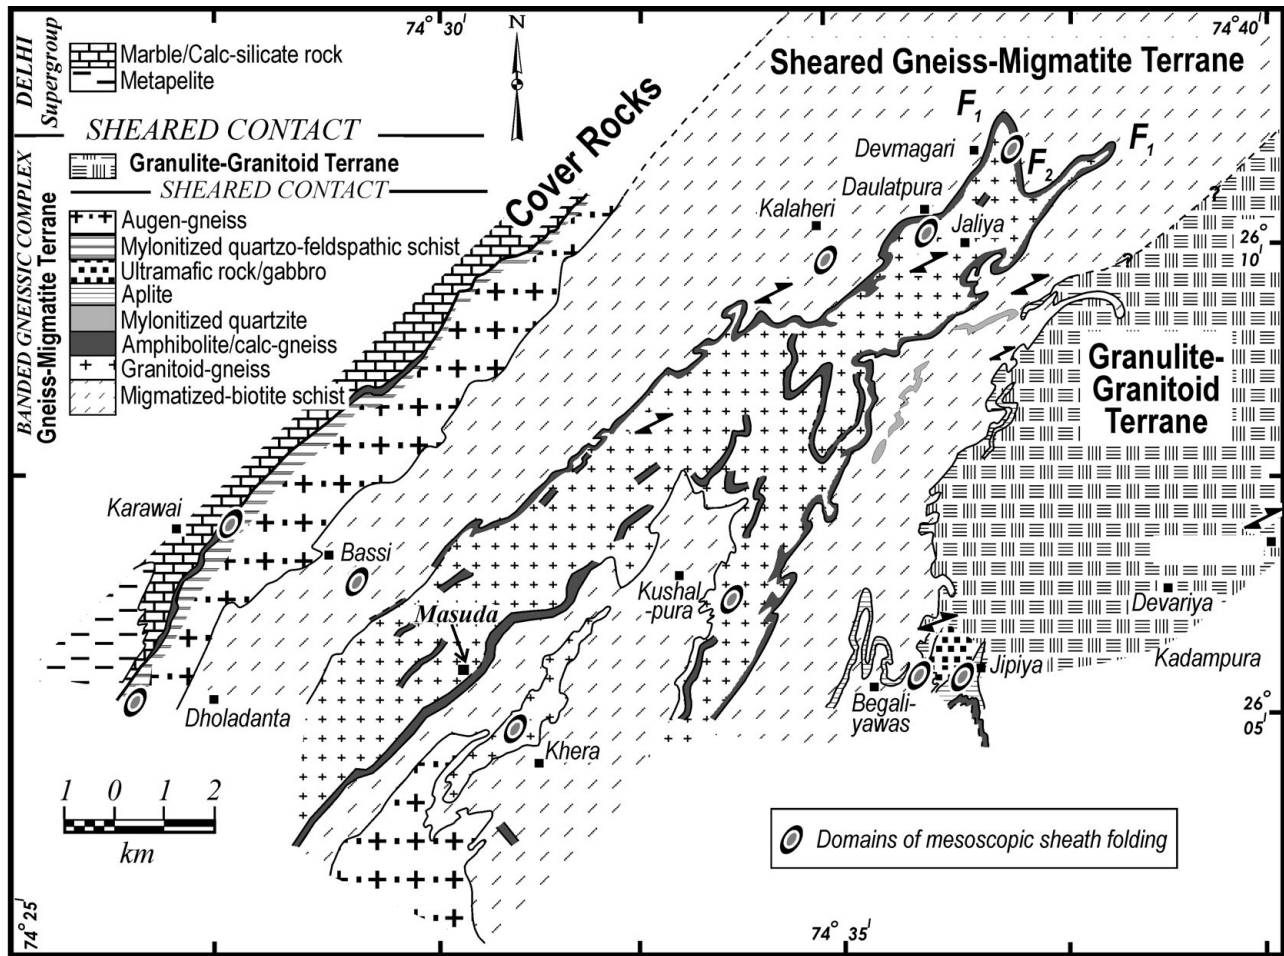 74° 30'
N
74° 40'
DELHI
Supergroup
Marble/Calc-silicate rock
Metapelite
SHEARED CONTACT
BANDED GNEISSIC COMPLEX
Gneiss-Migmatite Terrane
Granulite-Granitoid Terrane
SHEARED CONTACT
Augen-gneiss
Mylonitized quartzo-feldspathic schist
Ultramafic rock/gabbro
Aplite
Mylonitized quartzite
Amphibolite/calc-gneiss
Granitoid-gneiss
Migmatized-biotite schist
Cover Rocks
Sheared Gneiss-Migmatite Terrane
F1
F1
F2
Devmagari
Daulatpura
Kalaheri
Jaliya
?
?
26°
10'
Granulite-
Granitoid
Terrane
Karawai
Bassi
Masuda
Kushal
-pura
Devariya
Kadampura
Jipiya
Begali-
yawas
Dholadanta
Khera
26°
05'
1 0 1 2
km
Domains of mesoscopic sheath folding
74° 25'
74° 35'